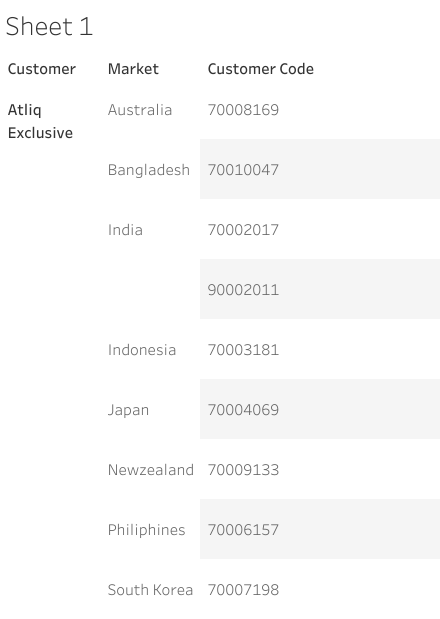 Sheet 1
Customer Market Customer Code
Atliq Exclusive Australia 70008169
Bangladesh 70010047
India 70002017
90002011
Indonesia 70003181
Japan 70004069
Newzealand 70009133
Philiphines 70006157
South Korea 70007198